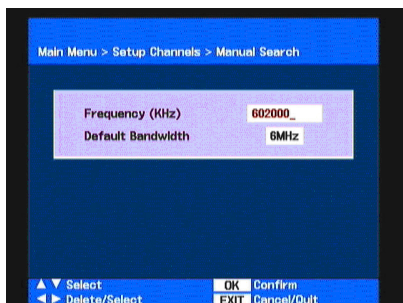 Main Menu > Setup Channels > Manual Search
Frequency (KHz) 602000_
Default Bandwidth 6MHz
▲ ▼ Select OK Confirm
◄ ► Delete/Select EXIT Cancel/Quit